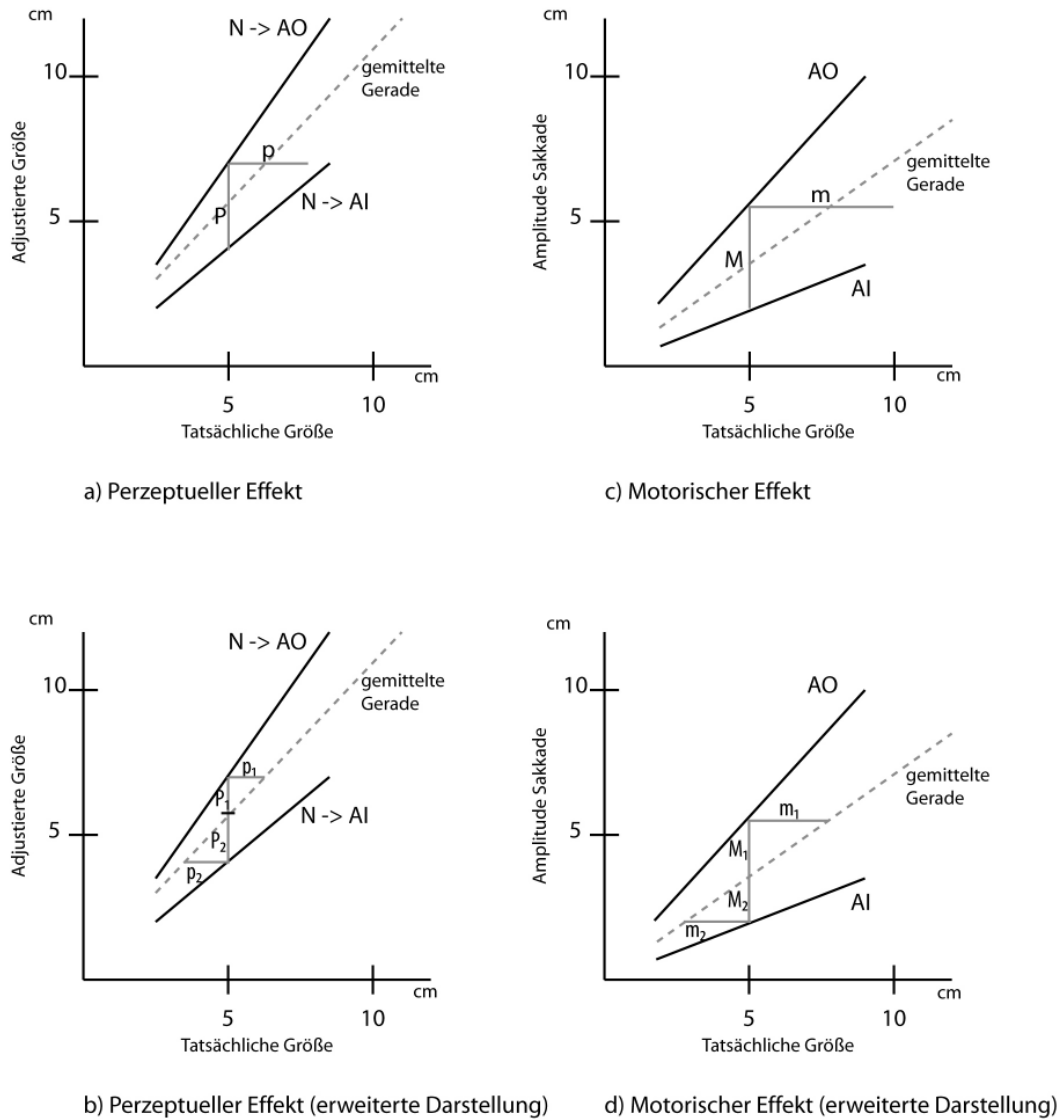 cm
N -> AO
10
gemittelte
Gerade
p
P
N -> AI
5
Adjustierte Größe
cm
5
10
Tatsächliche Größe
a) Perzeptueller Effekt
cm
AO
10
gemittelte
Gerade
m
5
M
AI
Amplitude Sakkade
cm
5
10
Tatsächliche Größe
c) Motorischer Effekt
cm
N -> AO
gemittelte
Gerade
10
p₁
P₁
N -> AI
5
P₂
p₂
Adjustierte Größe
cm
5
10
Tatsächliche Größe
b) Perzeptueller Effekt (erweiterte Darstellung)
cm
AO
10
gemittelte
Gerade
m₁
5
M₁
M₂
AI
m₂
Amplitude Sakkade
cm
5
10
Tatsächliche Größe
d) Motorischer Effekt (erweiterte Darstellung)